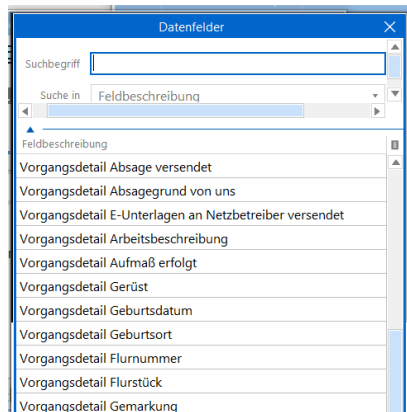 Datenfelder
Suchbegriff
Suche in Feldbeschreibung
Feldbeschreibung
Vorgangsdetail Absage versendet
Vorgangsdetail Absagegrund von uns
Vorgangsdetail E-Unterlagen an Netzbetreiber versendet
Vorgangsdetail Arbeitsbeschreibung
Vorgangsdetail Aufmaß erfolgt
Vorgangsdetail Gerüst
Vorgangsdetail Geburtsdatum
Vorgangsdetail Geburtsort
Vorgangsdetail Flurnummer
Vorgangsdetail Flurstück
Vorgangsdetail Gemarkung